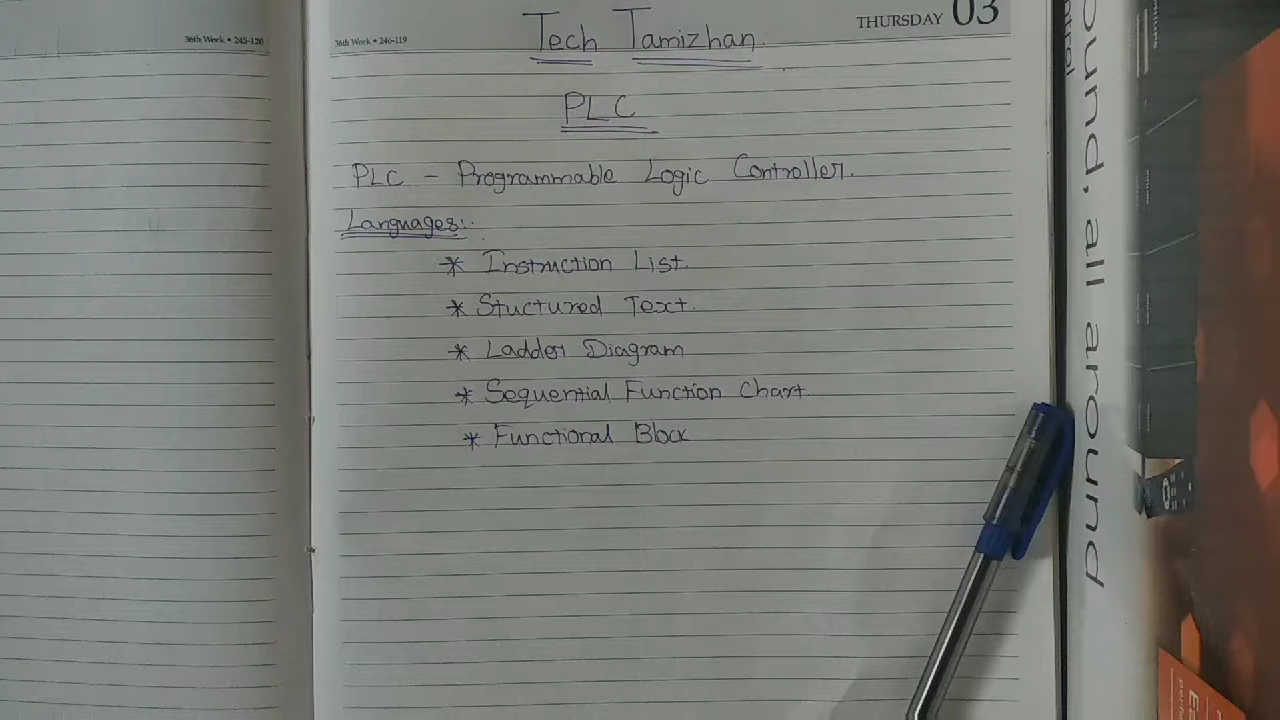 36th Week • 245-120
36th Week • 246-119
THURSDAY 03
Tech Tamizhan
PLC
PLC - Programmable Logic Controller.
Languages:
* Instruction List.
* Stuctured Text.
* Ladder Diagram
* Sequential Function Chart
* Functional Block
ound, all around